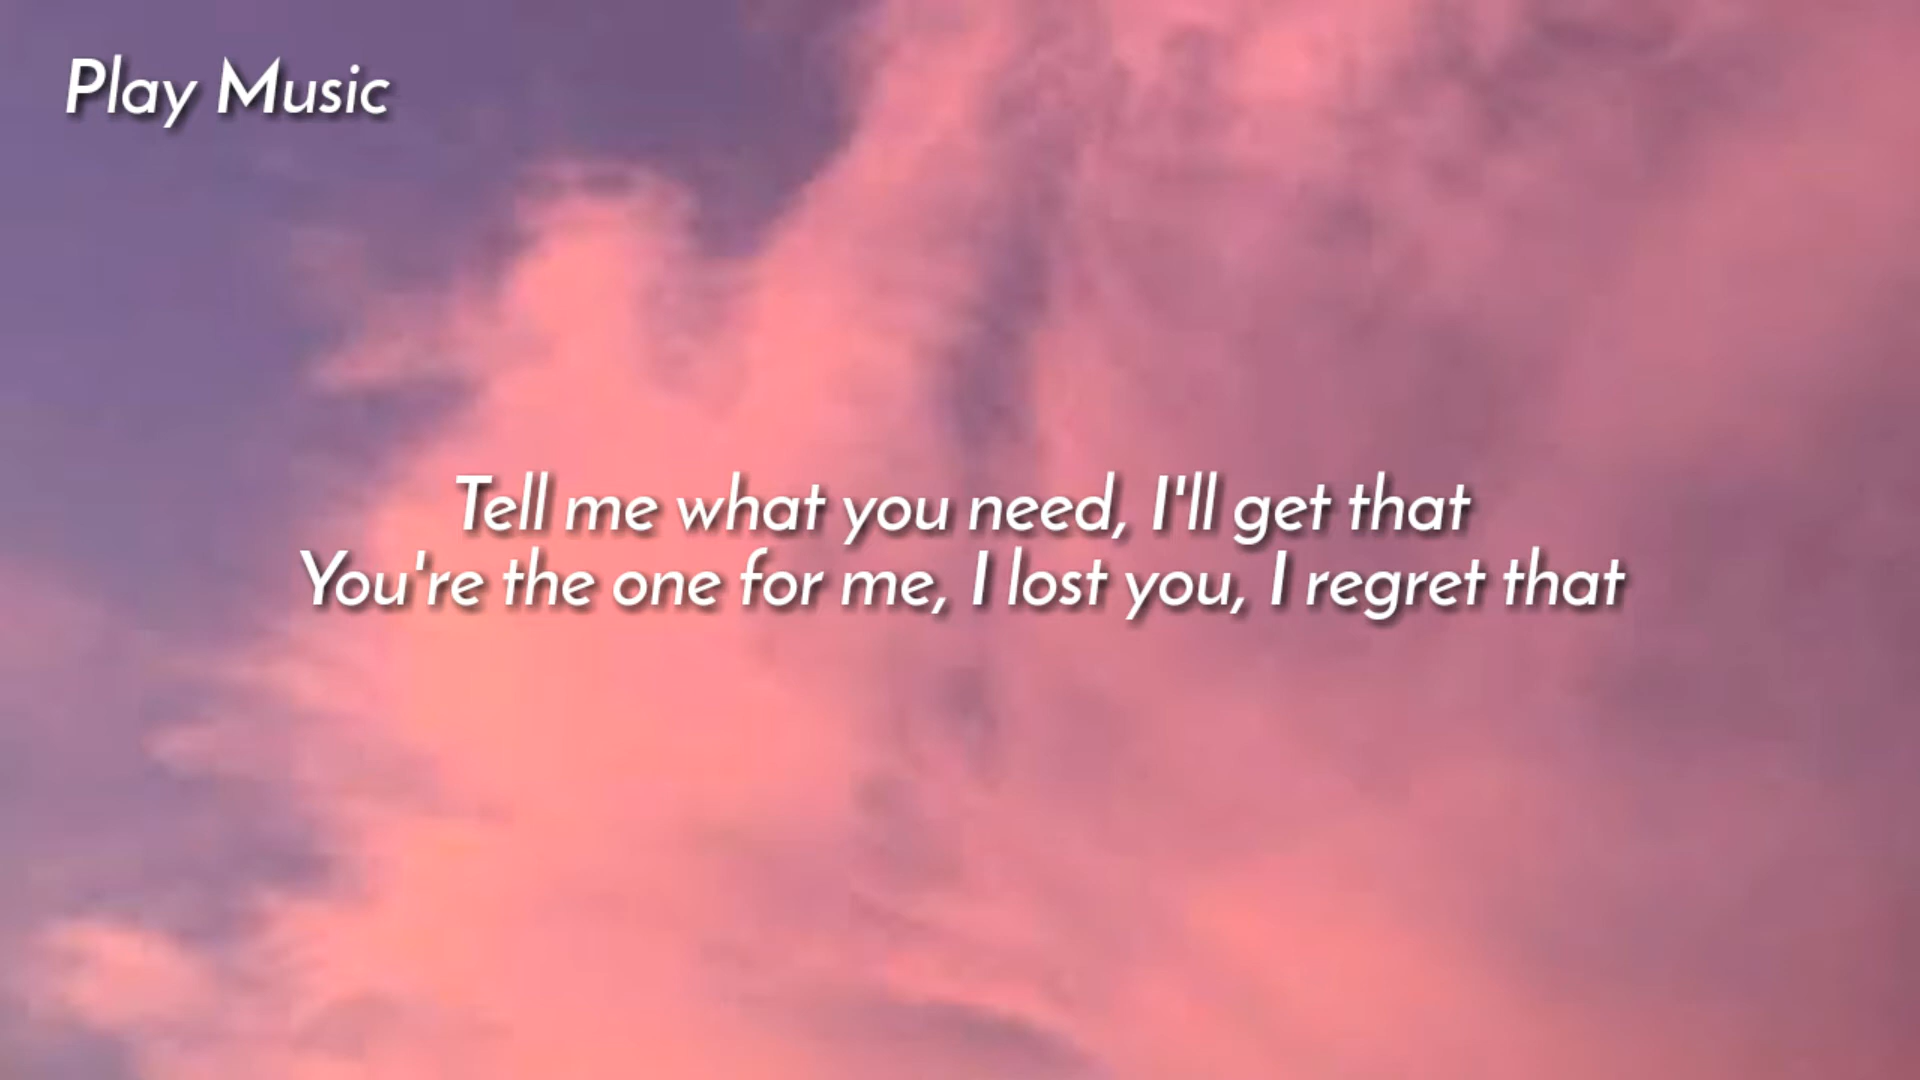 Play Music
Tell me what you need, I'll get that
You're the one for me, I lost you, I regret that